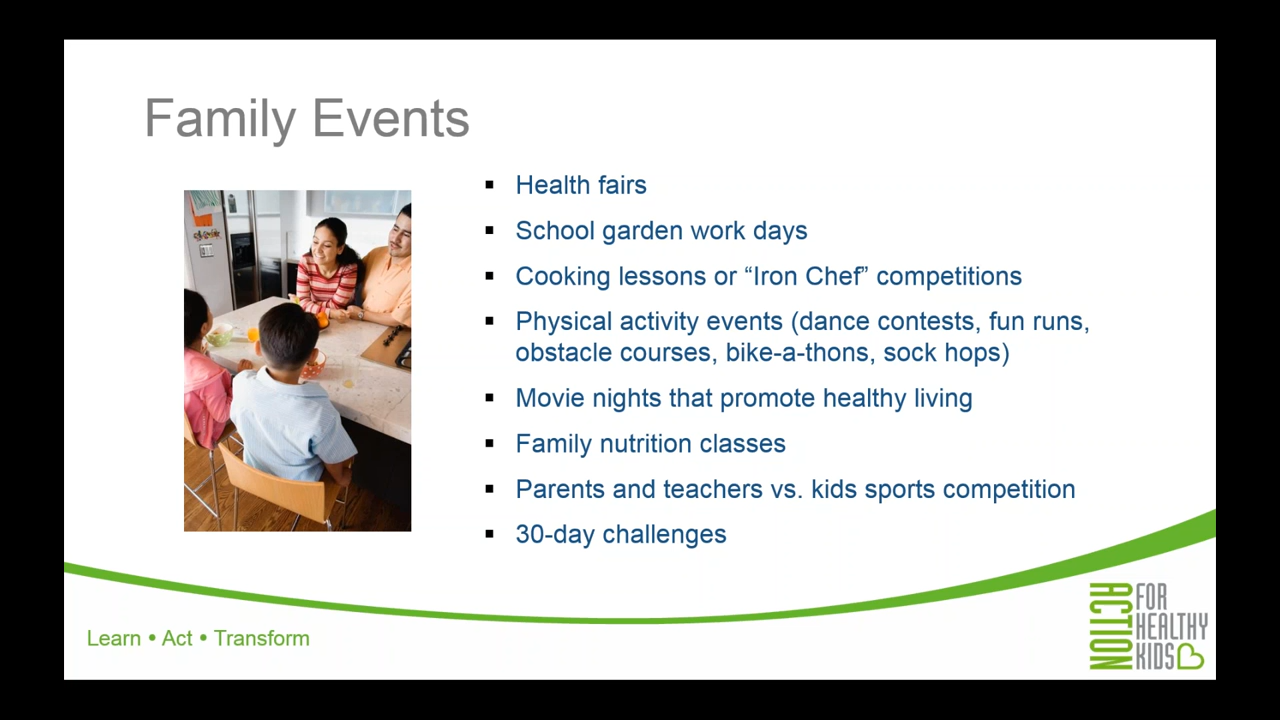 Family Events
▪ Health fairs
▪ School garden work days
▪ Cooking lessons or “Iron Chef” competitions
▪ Physical activity events (dance contests, fun runs,
obstacle courses, bike-a-thons, sock hops)
▪ Movie nights that promote healthy living
▪ Family nutrition classes
▪ Parents and teachers vs. kids sports competition
▪ 30-day challenges
Learn • Act • Transform
ACTION
FOR
HEALTHY
KIDS